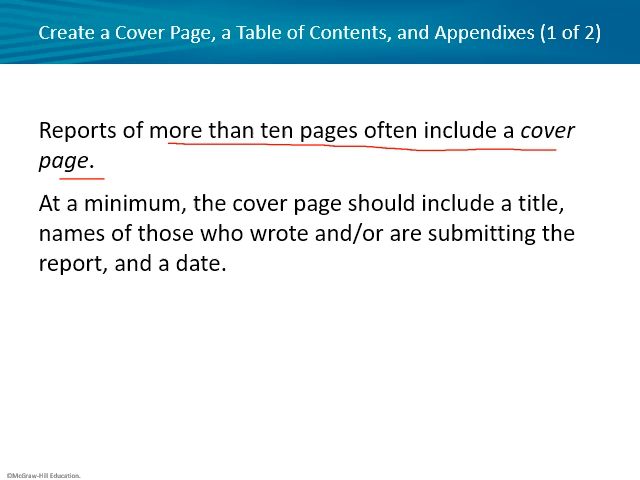 Create a Cover Page, a Table of Contents, and Appendixes (1 of 2)
Reports of more than ten pages often include a cover
page.
At a minimum, the cover page should include a title,
names of those who wrote and/or are submitting the
report, and a date.
©McGraw-Hill Education.